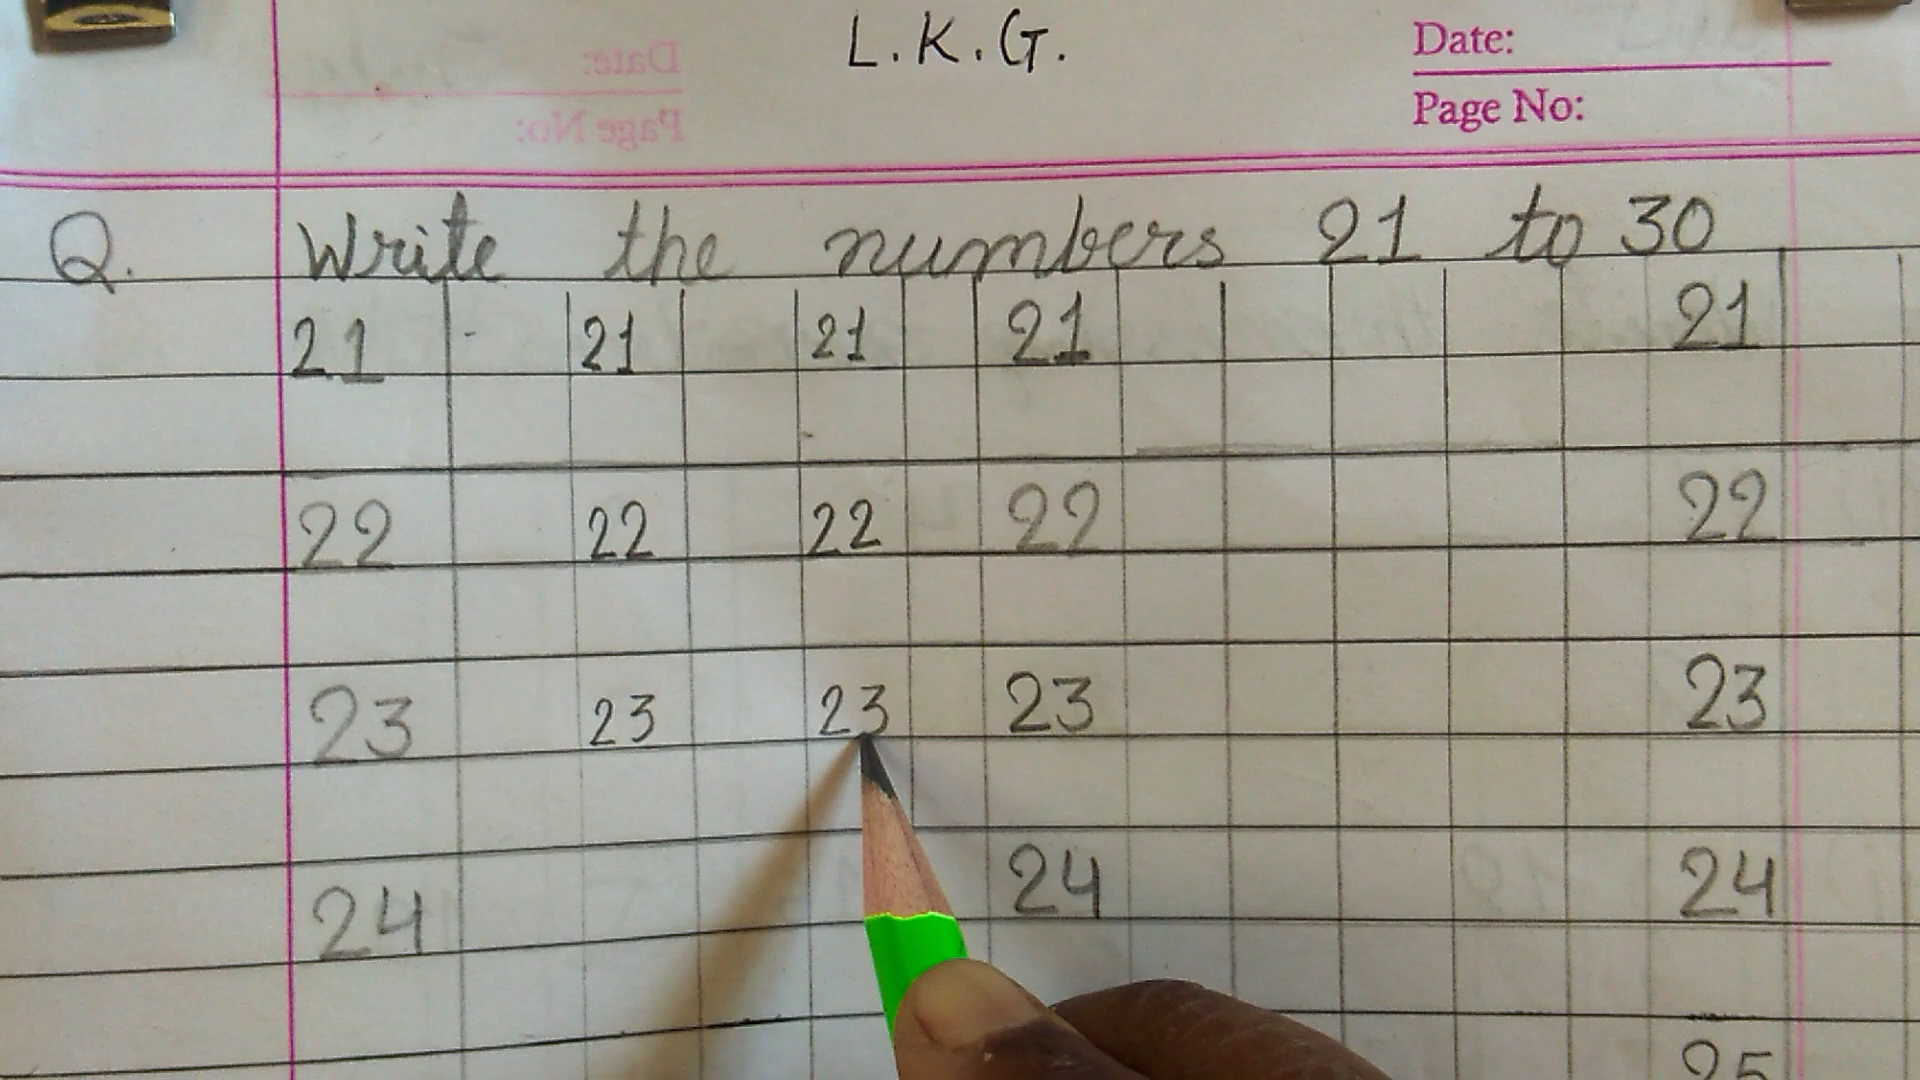 L.K.G.
Date:
Page No:
Q. Write the numbers 21 to 30
21 21 21 21 21
22 22 22 22 22
23 23 23 23 23
24 24 24
25